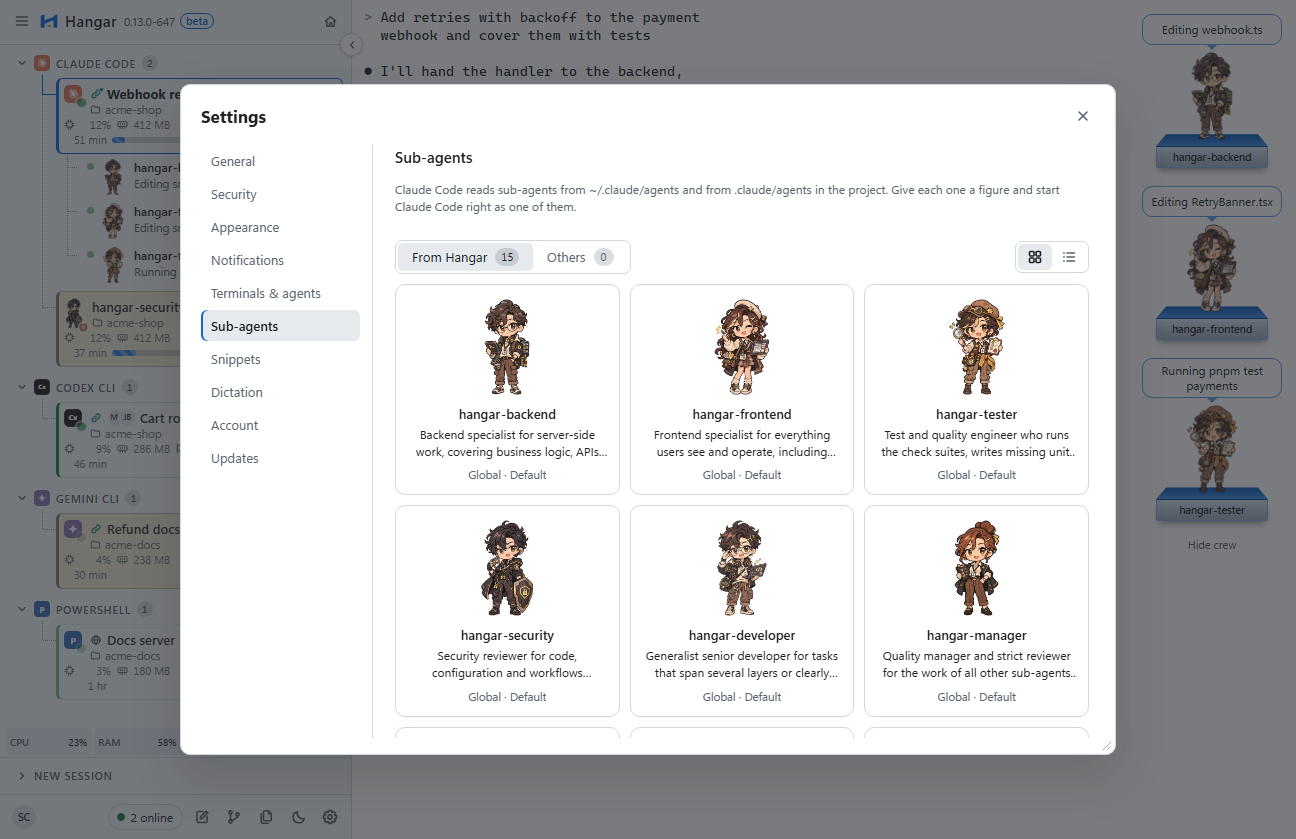 Hangar 0.13.0-647 beta
CLAUDE CODE 2
Webhook re
acme-shop
12% 412 MB
51 min
Editing s
Editing s
Running
hangar-securit
acme-shop
12% 412 MB
37 min
CODEX CLI 1
Cx M JB Cart ro
acme-shop
9% 286 MB
46 min
GEMINI CLI 1
Refund docs
acme-docs
4% 238 MB
30 min
P POWERSHELL 1
P Docs server
acme-docs
3% 180 MB
1 hr
CPU 23% RAM 58%
NEW SESSION
SC 2 online
> Add retries with backoff to the payment
webhook and cover them with tests
● I'll hand the handler to the backend,
Settings
General
Security
Appearance
Notifications
Terminals & agents
Sub-agents
Snippets
Dictation
Account
Updates
Sub-agents
Claude Code reads sub-agents from ~/.claude/agents and from .claude/agents in the project. Give each one a figure and start
Claude Code right as one of them.
From Hangar 15 Others 0
hangar-backend
Backend specialist for server-side
work, covering business logic, APIs...
Global · Default
hangar-frontend
Frontend specialist for everything
users see and operate, including...
Global · Default
hangar-tester
Test and quality engineer who runs
the check suites, writes missing unit..
Global · Default
hangar-security
Security reviewer for code,
configuration and workflows...
Global · Default
hangar-developer
Generalist senior developer for tasks
that span several layers or clearly...
Global · Default
hangar-manager
Quality manager and strict reviewer
for the work of all other sub-agents..
Global · Default
Editing webhook.ts
hangar-backend
Editing RetryBanner.tsx
hangar-frontend
Running pnpm test
payments
hangar-tester
Hide crew